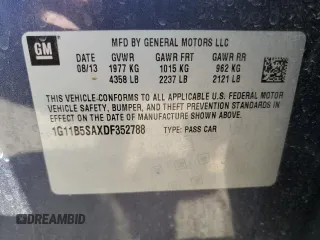 GM
MFD BY GENERAL MOTORS LLC
DATE GVWR GAWR FRT GAWR RR
08/13 1977 KG 1015 KG 962 KG
4358 LB 2237 LB 2121 LB
THIS VEHICLE CONFORMS TO ALL APPLICABLE U.S. FEDERAL MOTOR
VEHICLE SAFETY, BUMPER, AND THEFT PREVENTION STANDARDS IN
EFFECT ON THE DATE OF MANUFACTURE SHOWN ABOVE.
1G11B5SAXDF352788 TYPE: PASS CAR
DREAMBID